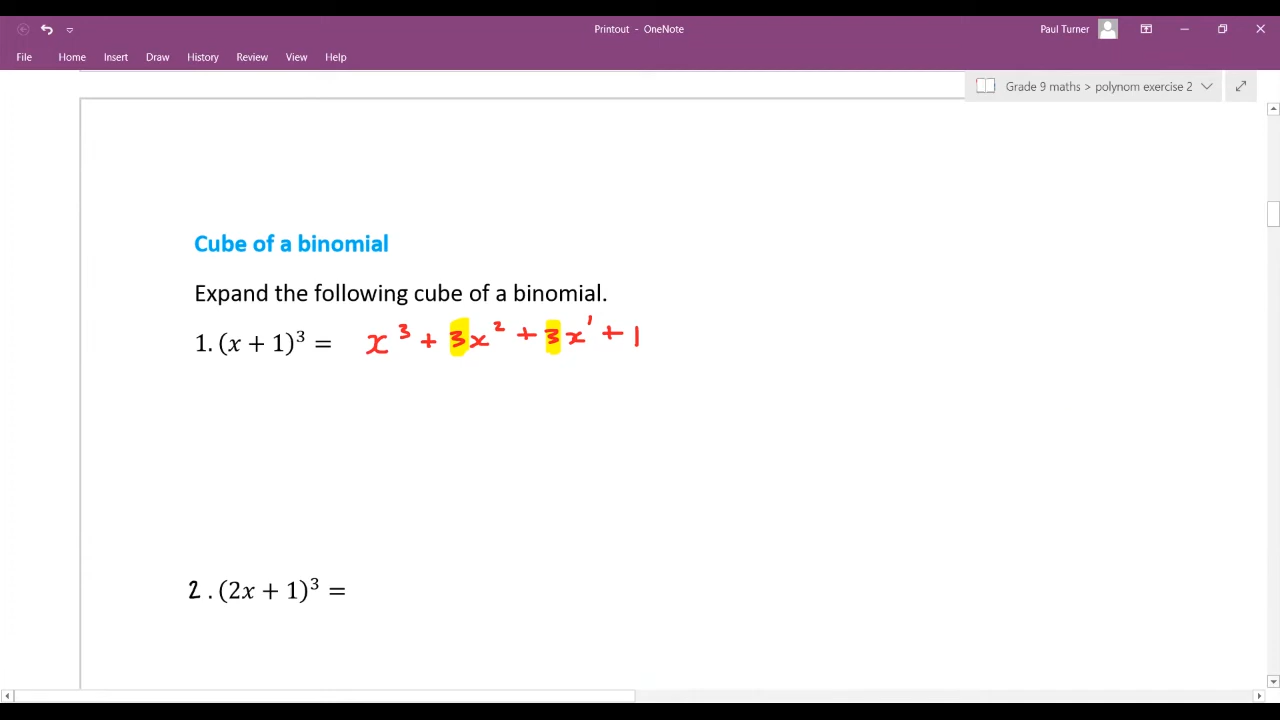 Printout - OneNote
Paul Turner
File Home Insert Draw History Review View Help
Grade 9 maths > polynom exercise 2
Cube of a binomial
Expand the following cube of a binomial.
1. (x + 1)³ = x³ + 3x² + 3x¹ + 1
2. (2x + 1)³ =